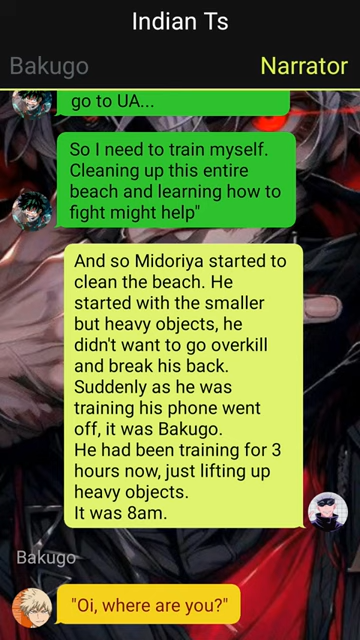 Indian Ts
Bakugo
Narrator
go to UA...
So I need to train myself.
Cleaning up this entire
beach and learning how to
fight might help"
And so Midoriya started to
clean the beach. He
started with the smaller
but heavy objects, he
didn't want to go overkill
and break his back.
Suddenly as he was
training his phone went
off, it was Bakugo.
He had been training for 3
hours now, just lifting up
heavy objects.
It was 8am.
Bakugo
"Oi, where are you?"